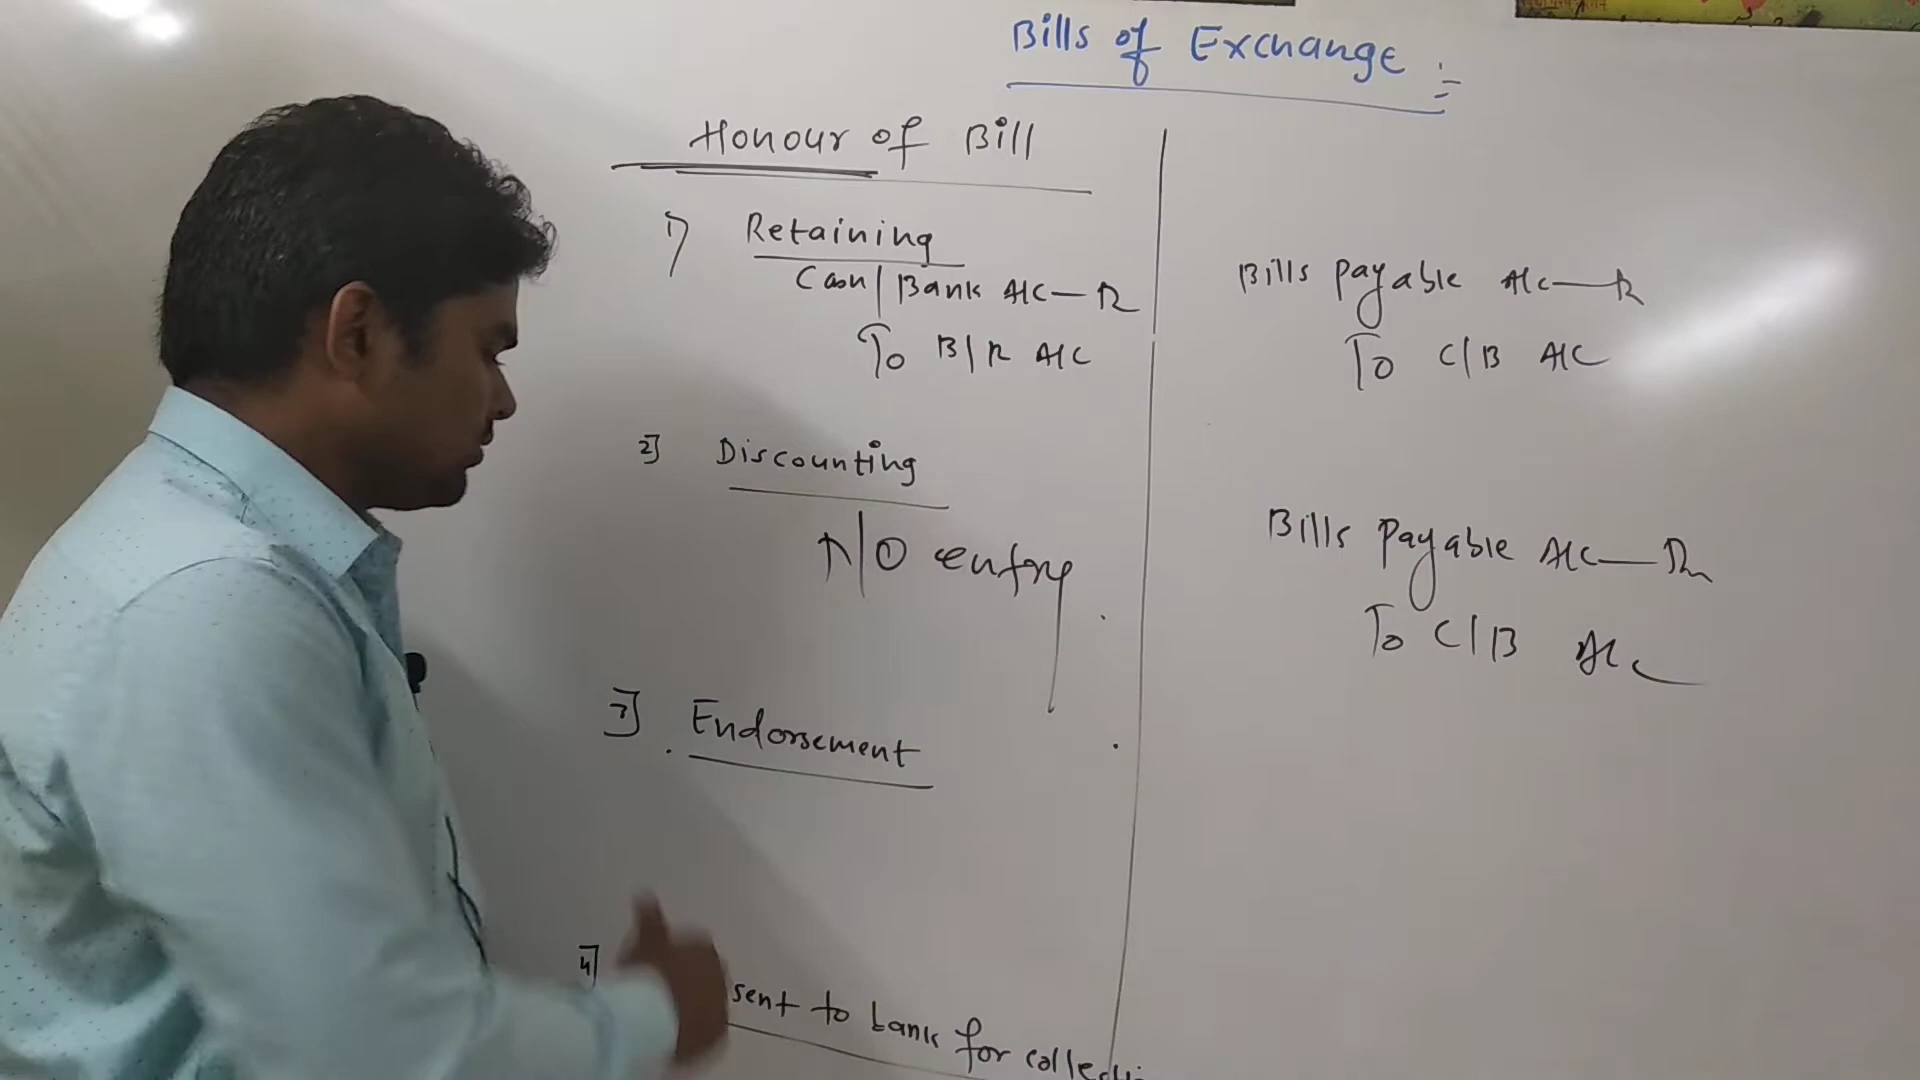 Bills of Exchange :-
Honour of Bill
1) Retaining
Cash/Bank A/C—Dr
To B/R A/C
Bills Payable A/c—Dr
To C/B A/C
2] Discounting
N/O entry
Bills Payable A/c—Dr
To C/B A/c
3] Endorsement
4]
sent to bank for collecti